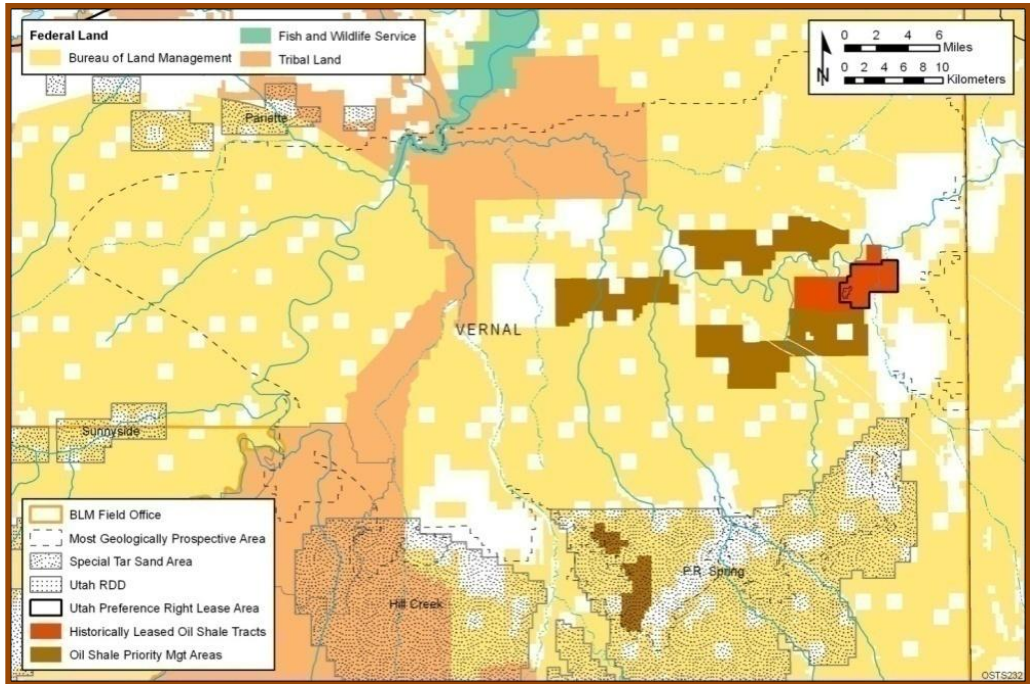 Federal Land
Bureau of Land Management
Fish and Wildlife Service
Tribal Land
0 2 4 6
Miles
0 2 4 6 8 10
Kilometers
N
Pariette
VERNAL
Sunnyside
Hill Creek
P.R. Spring
BLM Field Office
Most Geologically Prospective Area
Special Tar Sand Area
Utah RDD
Utah Preference Right Lease Area
Historically Leased Oil Shale Tracts
Oil Shale Priority Mgt Areas
OSTS232